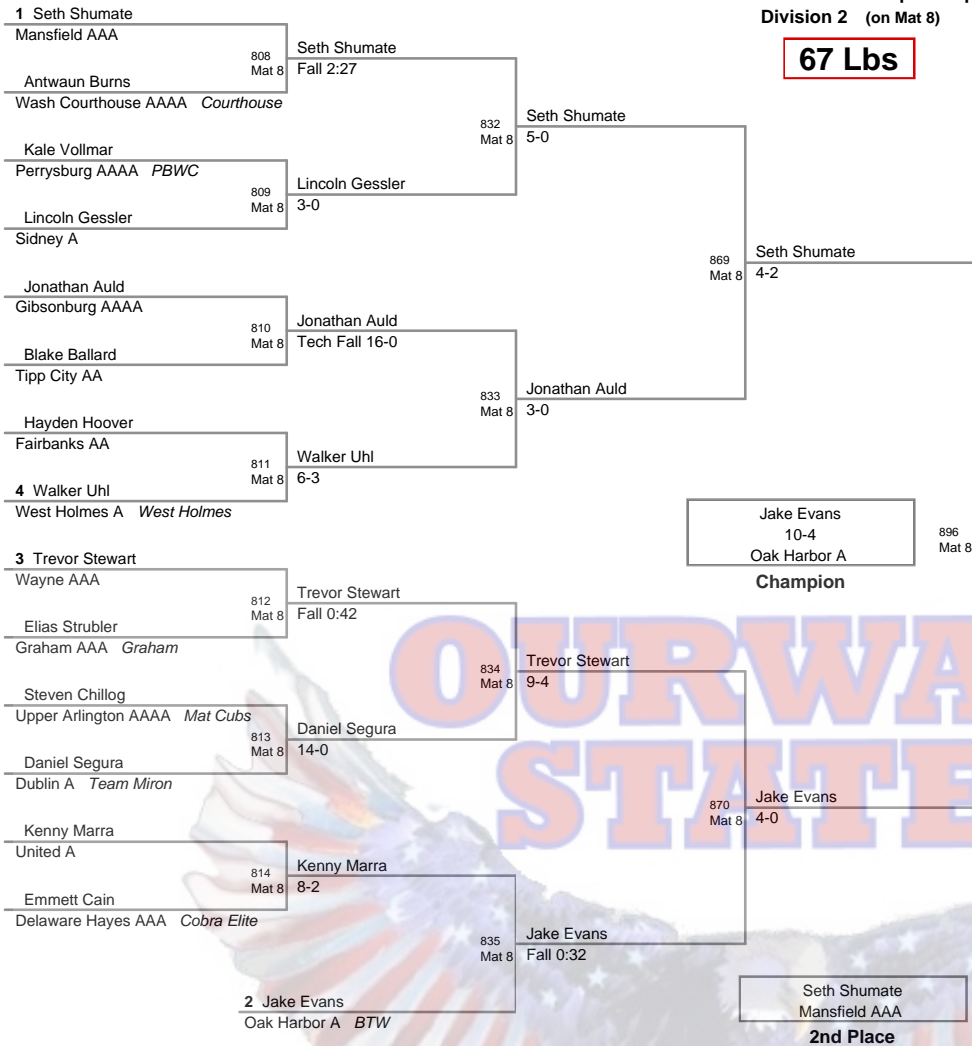 Division 2 (on Mat 8)
67 Lbs
1 Seth Shumate
Mansfield AAA
808
Mat 8
Seth Shumate
Fall 2:27
Antwaun Burns
Wash Courthouse AAAA Courthouse
832
Mat 8
Seth Shumate
5-0
Kale Vollmar
Perrysburg AAAA PBWC
809
Mat 8
Lincoln Gessler
3-0
Lincoln Gessler
Sidney A
869
Mat 8
Seth Shumate
4-2
Jonathan Auld
Gibsonburg AAAA
810
Mat 8
Jonathan Auld
Tech Fall 16-0
Blake Ballard
Tipp City AA
833
Mat 8
Jonathan Auld
3-0
Hayden Hoover
Fairbanks AA
811
Mat 8
Walker Uhl
6-3
4 Walker Uhl
West Holmes A West Holmes
Jake Evans
10-4
Oak Harbor A
Champion
896
Mat 8
3 Trevor Stewart
Wayne AAA
812
Mat 8
Trevor Stewart
Fall 0:42
Elias Strubler
Graham AAA Graham
834
Mat 8
Trevor Stewart
9-4
Steven Chillog
Upper Arlington AAAA Mat Cubs
813
Mat 8
Daniel Segura
14-0
Daniel Segura
Dublin A Team Miron
870
Mat 8
Jake Evans
4-0
Kenny Marra
United A
814
Mat 8
Kenny Marra
8-2
Emmett Cain
Delaware Hayes AAA Cobra Elite
835
Mat 8
Jake Evans
Fall 0:32
2 Jake Evans
Oak Harbor A BTW
Seth Shumate
Mansfield AAA
2nd Place
OURWA
STATE